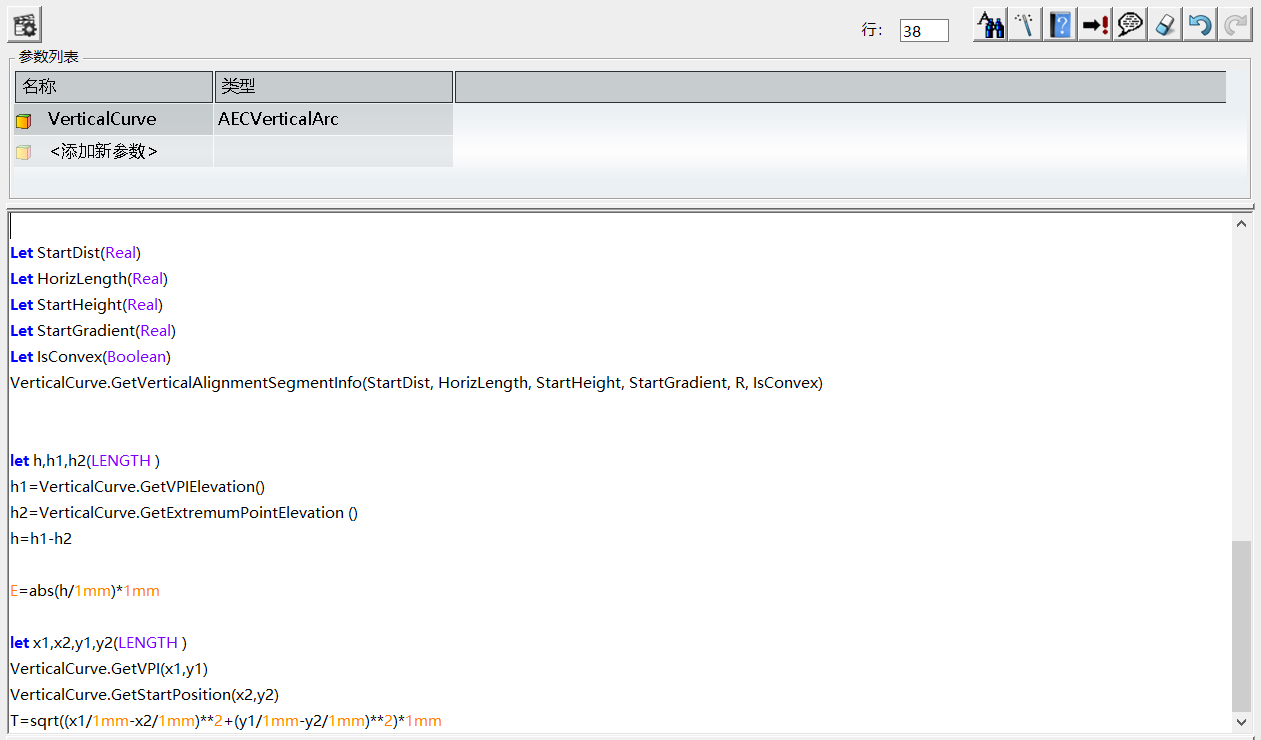 行: 38
参数列表
名称 类型
VerticalCurve AECVerticalArc
<添加新参数>
Let StartDist(Real)
Let HorizLength(Real)
Let StartHeight(Real)
Let StartGradient(Real)
Let IsConvex(Boolean)
VerticalCurve.GetVerticalAlignmentSegmentInfo(StartDist, HorizLength, StartHeight, StartGradient, R, IsConvex)
let h,h1,h2(LENGTH )
h1=VerticalCurve.GetVPIElevation()
h2=VerticalCurve.GetExtremumPointElevation ()
h=h1-h2
E=abs(h/1mm)*1mm
let x1,x2,y1,y2(LENGTH )
VerticalCurve.GetVPI(x1,y1)
VerticalCurve.GetStartPosition(x2,y2)
T=sqrt((x1/1mm-x2/1mm)**2+(y1/1mm-y2/1mm)**2)*1mm